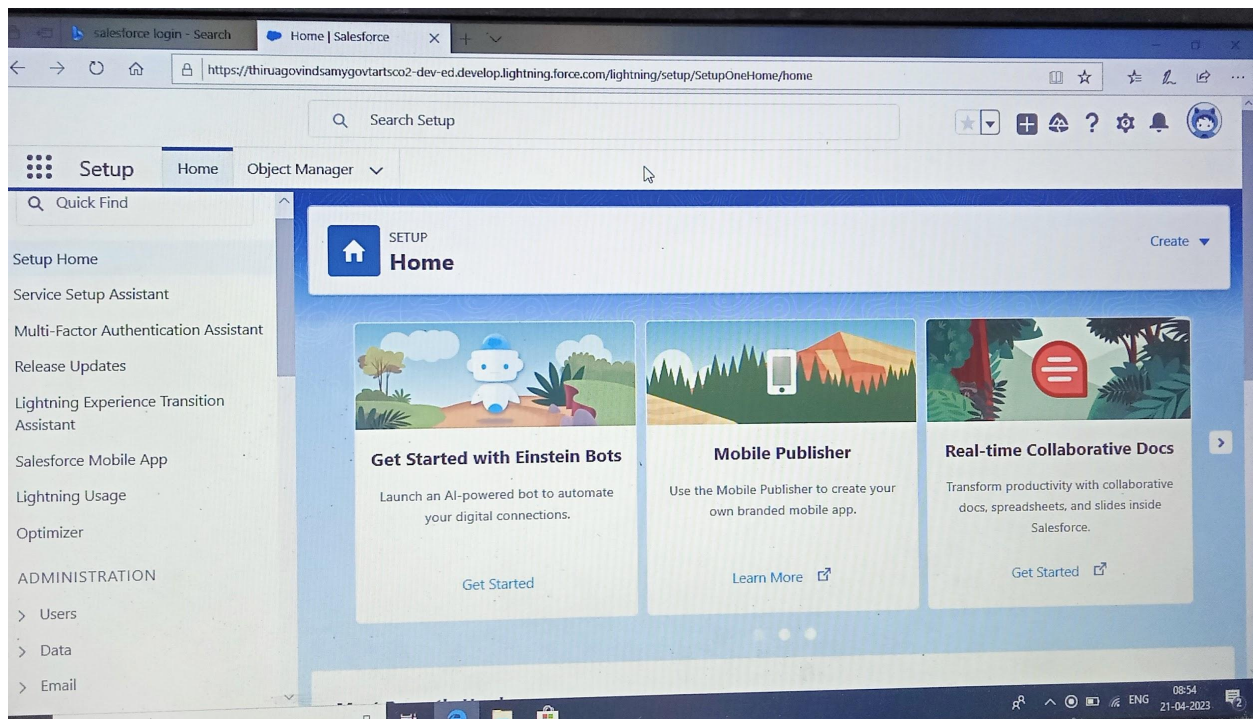 salesforce login - Search
Home | Salesforce
https://thiruagovindsamygovtartsco2-dev-ed.develop.lightning.force.com/lightning/setup/SetupOneHome/home
Search Setup
Setup
Home
Object Manager
Quick Find
Setup Home
Service Setup Assistant
Multi-Factor Authentication Assistant
Release Updates
Lightning Experience Transition
Assistant
Salesforce Mobile App
Lightning Usage
Optimizer
ADMINISTRATION
Users
Data
Email
SETUP
Home
Create
Get Started with Einstein Bots
Launch an AI-powered bot to automate
your digital connections.
Get Started
Mobile Publisher
Use the Mobile Publisher to create your
own branded mobile app.
Learn More
Real-time Collaborative Docs
Transform productivity with collaborative
docs, spreadsheets, and slides inside
Salesforce.
Get Started
ENG
08:54
21-04-2023
2